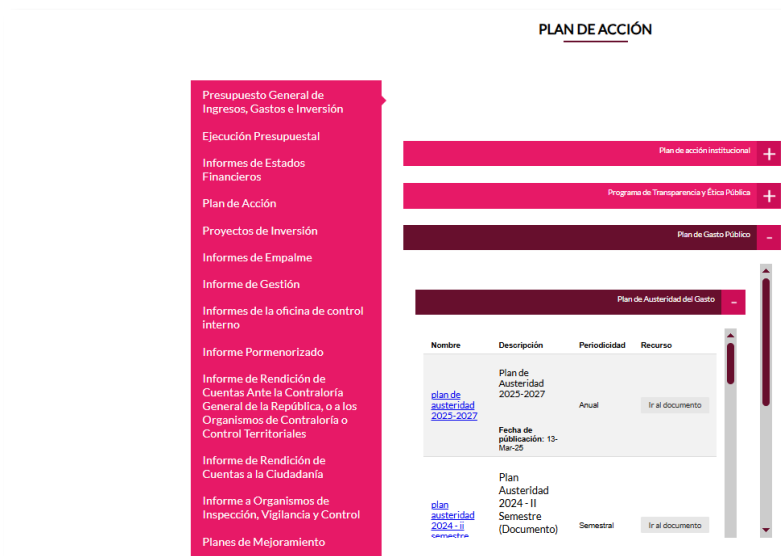 PLAN DE ACCIÓN
Presupuesto General de
Ingresos, Gastos e Inversión
Ejecución Presupuestal
Informes de Estados
Financieros
Plan de Acción
Proyectos de Inversión
Informes de Empalme
Informe de Gestión
Informes de la oficina de control
interno
Informe Pormenorizado
Informe de Rendición de
Cuentas Ante la Contraloría
General de la República, o a los
Organismos de Contraloría o
Control Territoriales
Informe de Rendición de
Cuentas a la Ciudadanía
Informe a Organismos de
Inspección, Vigilancia y Control
Planes de Mejoramiento
Plan de acción institucional +
Programa de Transparencia y Ética Pública +
Plan de Gasto Público -
Plan de Austeridad del Gasto -
Nombre Descripción Periodicidad Recurso
plan de
austeridad
2025-2027
Plan de
Austeridad
2025-2027
Fecha de
públicación: 13-
Mar-25
Anual
Ir al documento
plan
austeridad
2024 - ii
semestre
Plan
Austeridad
2024 - II
Semestre
(Documento)
Semestral
Ir al documento